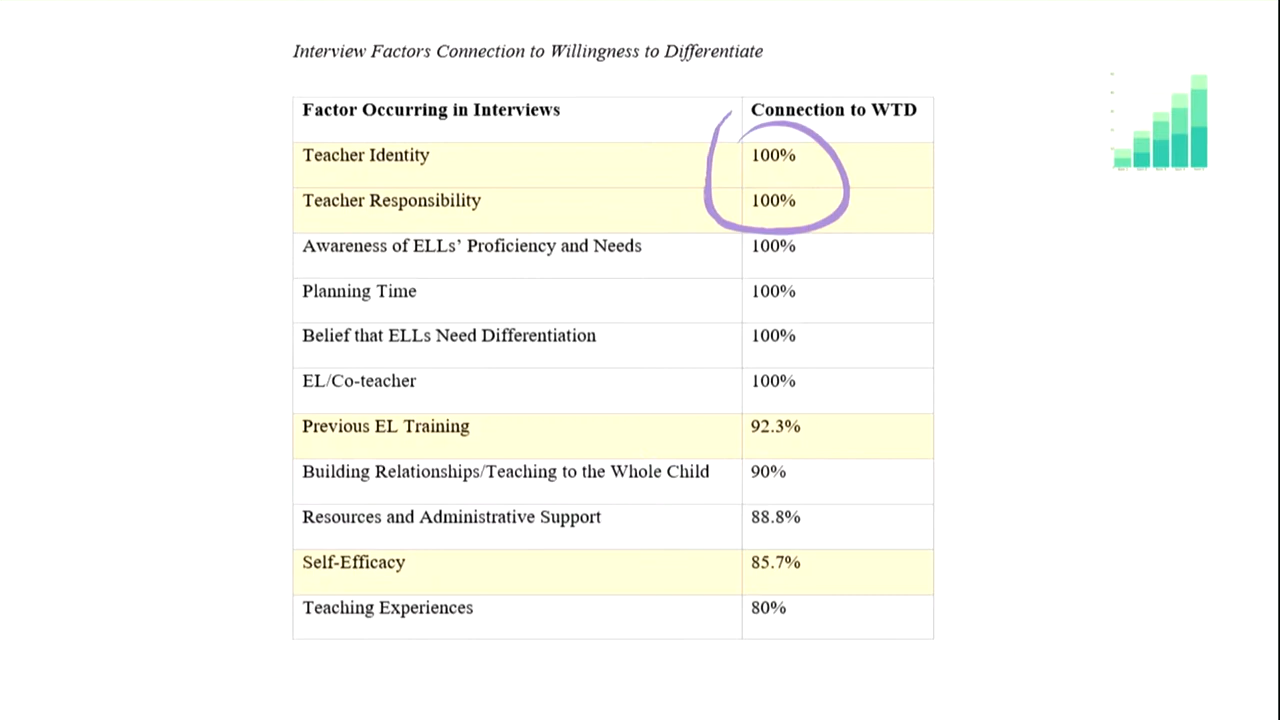 Interview Factors Connection to Willingness to Differentiate
Factor Occurring in Interviews Connection to WTD
Teacher Identity 100%
Teacher Responsibility 100%
Awareness of ELLs’ Proficiency and Needs 100%
Planning Time 100%
Belief that ELLs Need Differentiation 100%
EL/Co-teacher 100%
Previous EL Training 92.3%
Building Relationships/Teaching to the Whole Child 90%
Resources and Administrative Support 88.8%
Self-Efficacy 85.7%
Teaching Experiences 80%